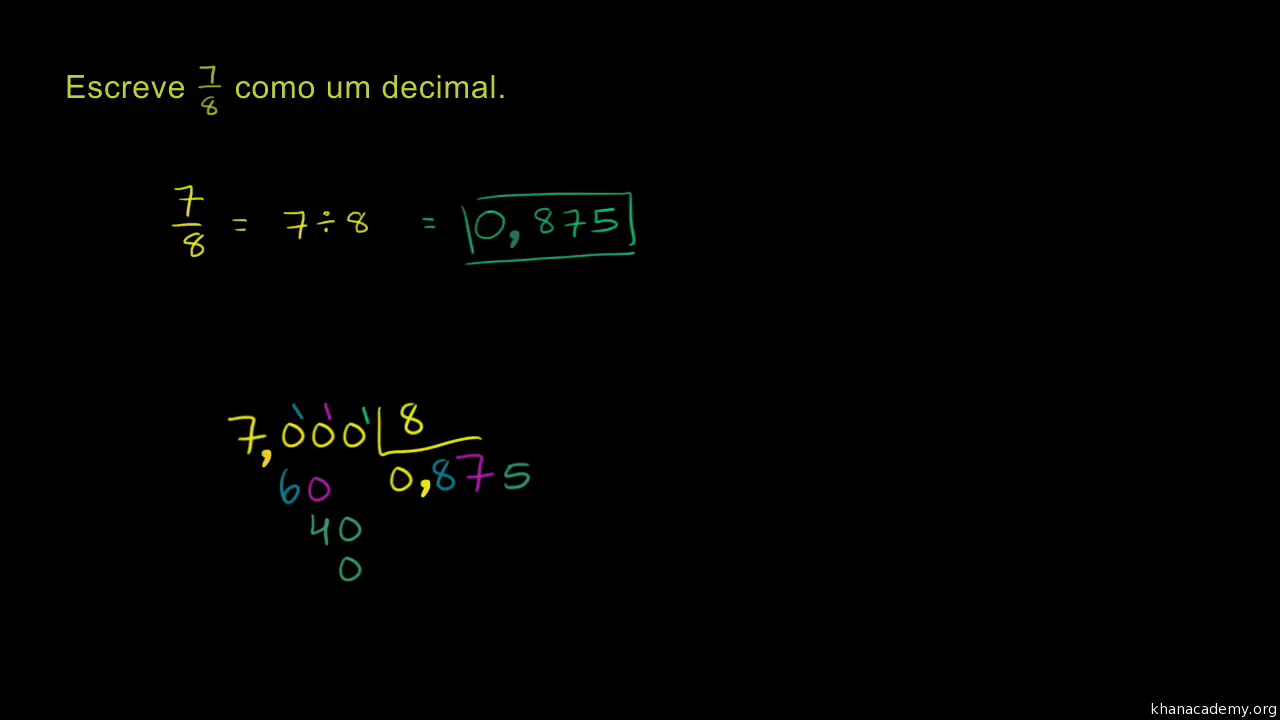 Escreve 7/8 como um decimal.
7/8 = 7 ÷ 8 = 0,875
7,000 8
60 0,875
40
0
khanacademy.org